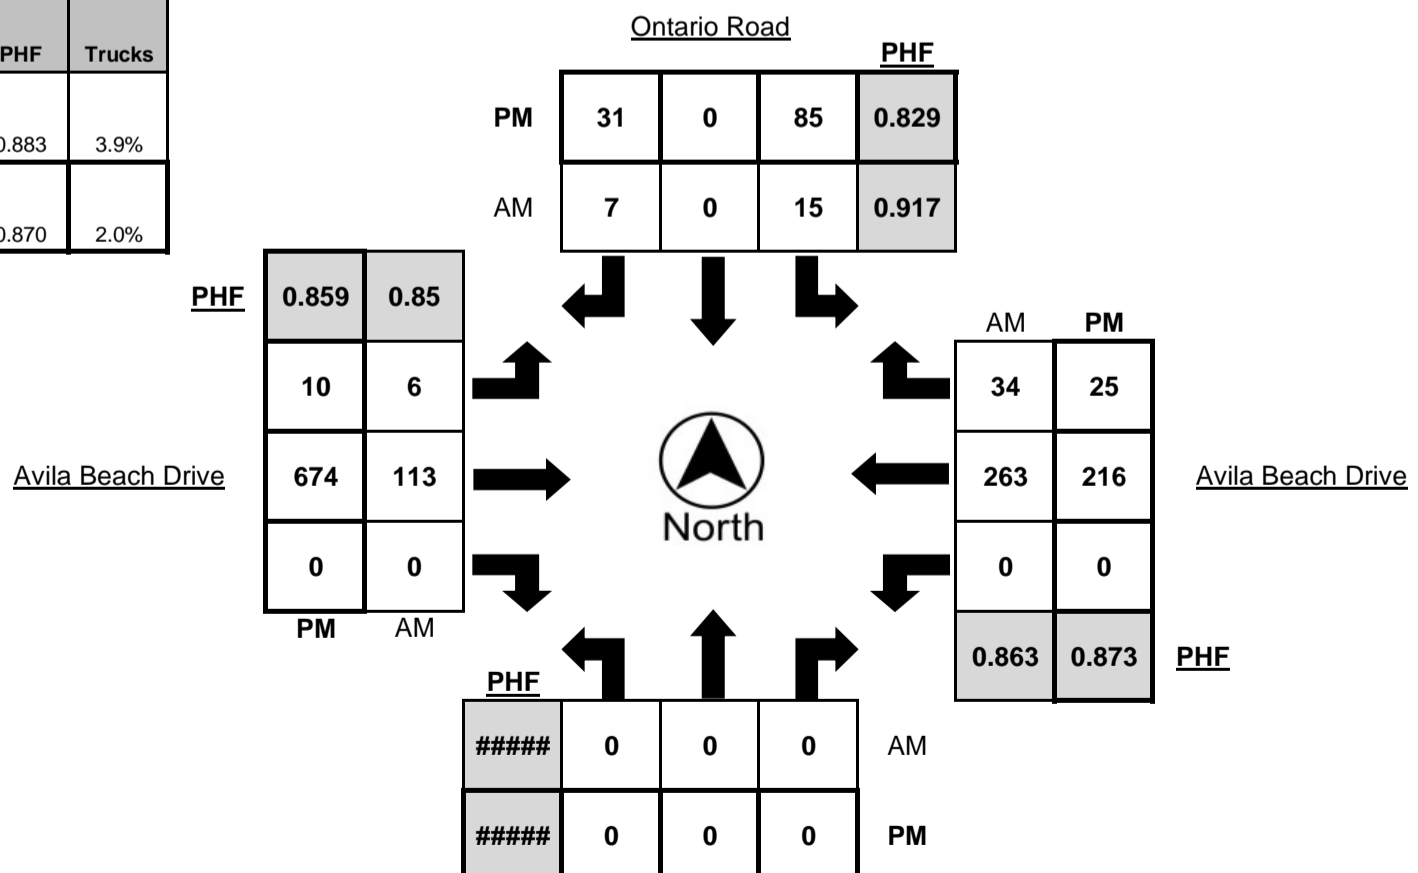 Ontario Road
PHF Trucks
PHF
PM 31 0 85 0.829
0.883 3.9%
AM 7 0 15 0.917
0.870 2.0%
PHF 0.859 0.85
AM PM
10 6 34 25
Avila Beach Drive 674 113 263 216 Avila Beach Drive
North
0 0 0 0
PM AM
0.863 0.873 PHF
PHF
##### 0 0 0 AM
##### 0 0 0 PM